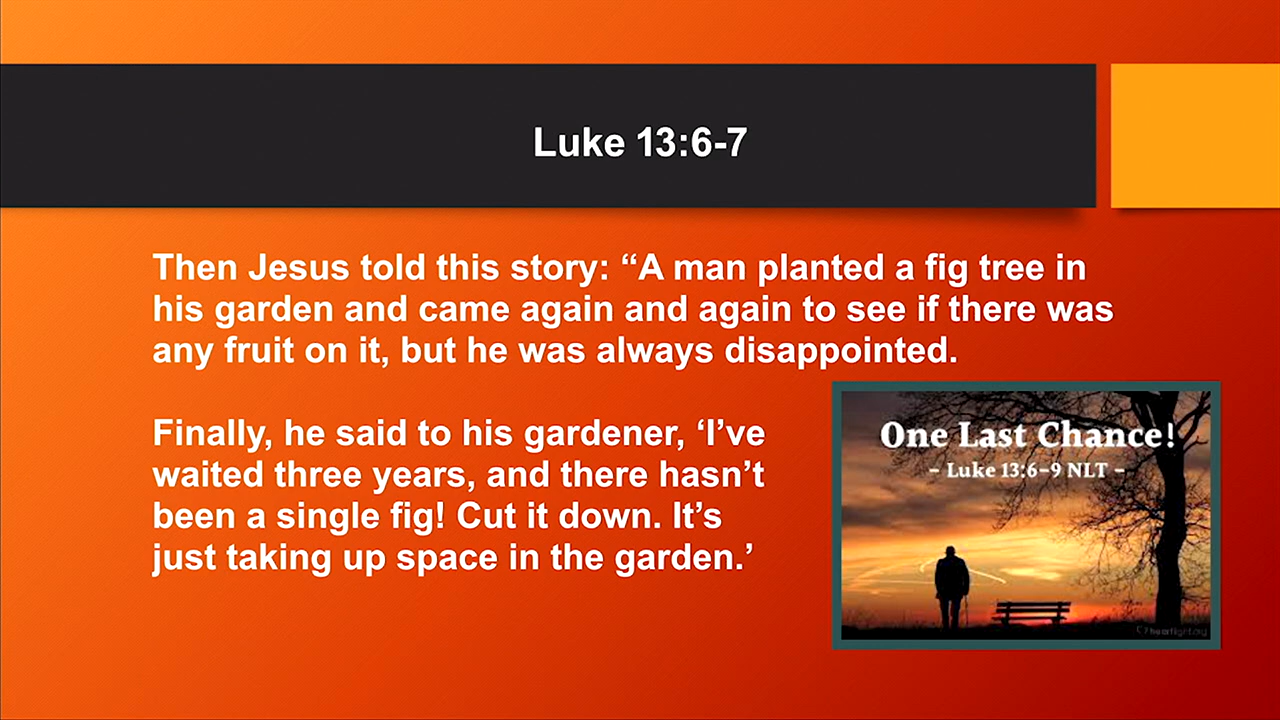 Luke 13:6-7
Then Jesus told this story: “A man planted a fig tree in
his garden and came again and again to see if there was
any fruit on it, but he was always disappointed.
Finally, he said to his gardener, ‘I’ve
waited three years, and there hasn’t
been a single fig! Cut it down. It’s
just taking up space in the garden.’
One Last Chance!
– Luke 13:6–9 NLT –